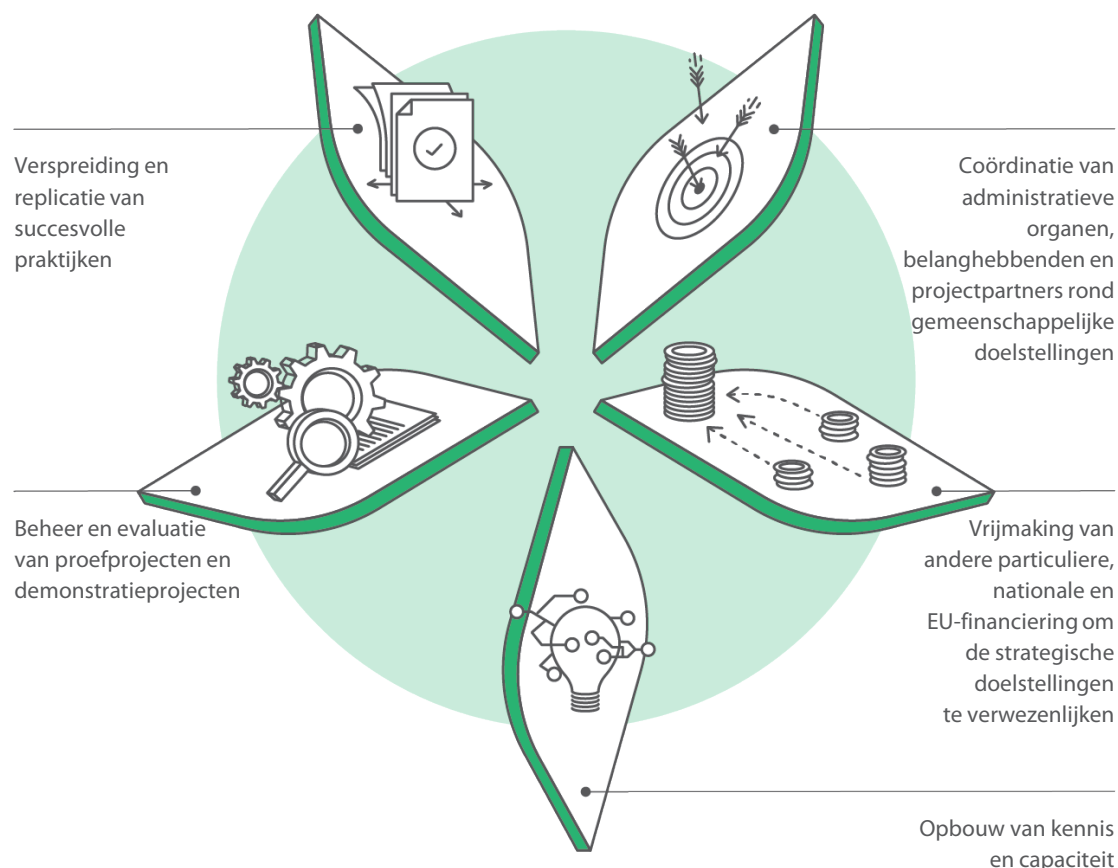 Verspreiding en
replicatie van
succesvolle
praktijken
Coördinatie van
administratieve
organen,
belanghebbenden en
projectpartners rond
gemeenschappelijke
doelstellingen
Beheer en evaluatie
van proefprojecten en
demonstratieprojecten
Vrijmaking van
andere particuliere,
nationale en
EU-financiering om
de strategische
doelstellingen
te verwezenlijken
Opbouw van kennis
en capaciteit